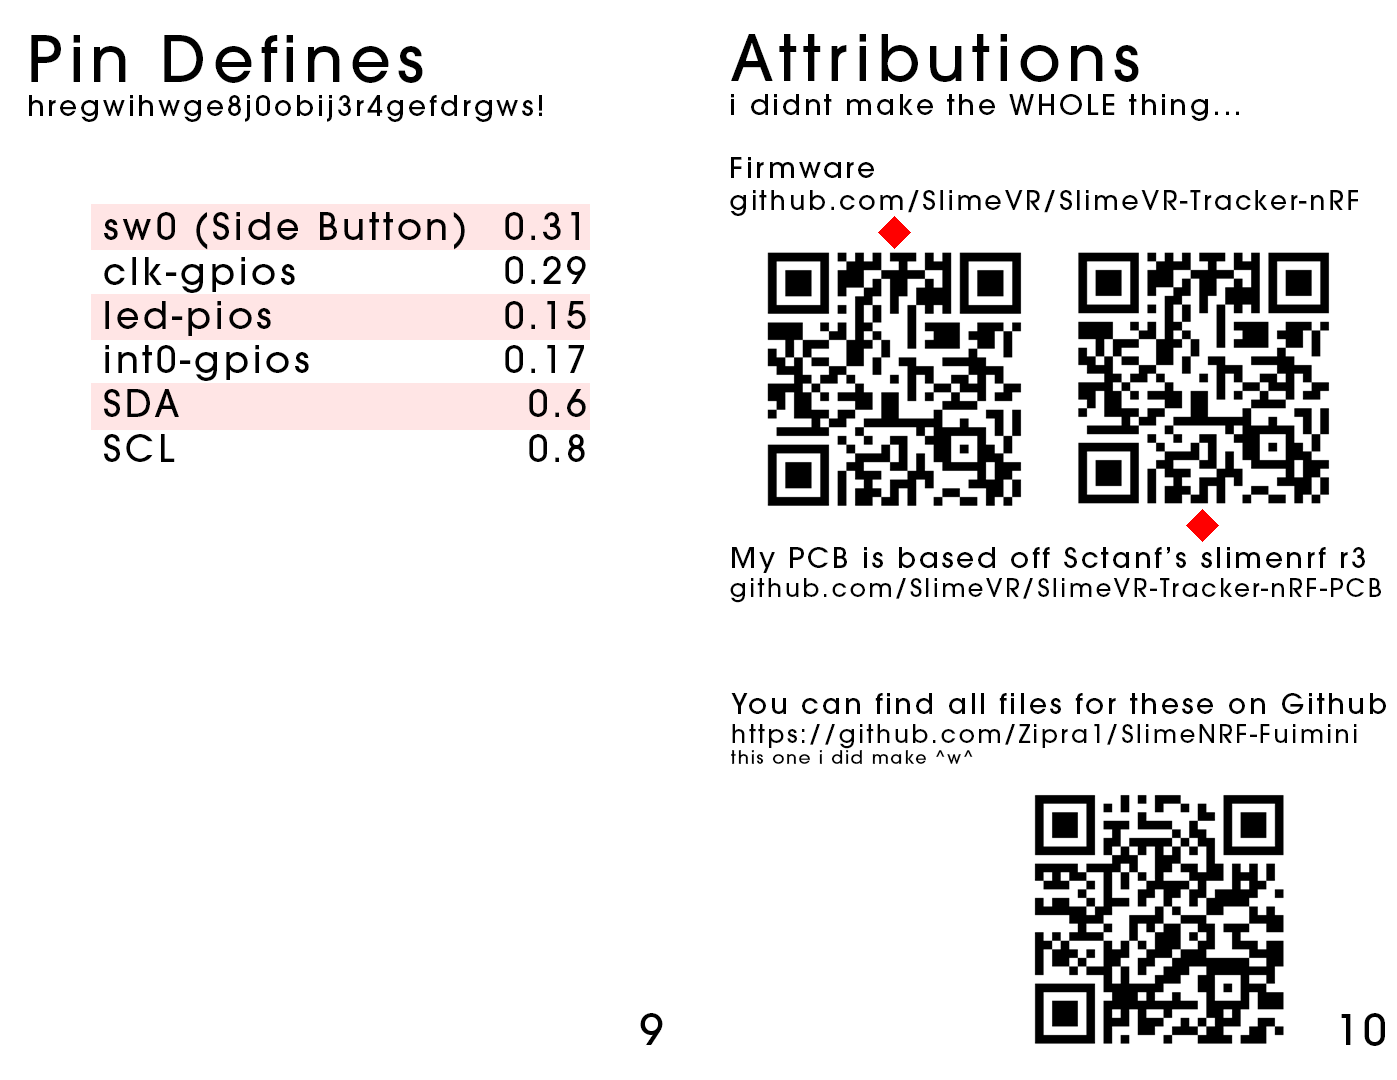 Pin Defines
hregwihwge8j0obij3r4gefdrgws!
sw0 (Side Button) 0.31
clk-gpios 0.29
led-pios 0.15
int0-gpios 0.17
SDA 0.6
SCL 0.8
9
Attributions
i didnt make the WHOLE thing...
Firmware
github.com/SlimeVR/SlimeVR-Tracker-nRF
My PCB is based off Sctanf's slimenrf r3
github.com/SlimeVR/SlimeVR-Tracker-nRF-PCB
You can find all files for these on Github
https://github.com/Zipra1/SlimeNRF-Fuimini
this one i did make ^w^
10